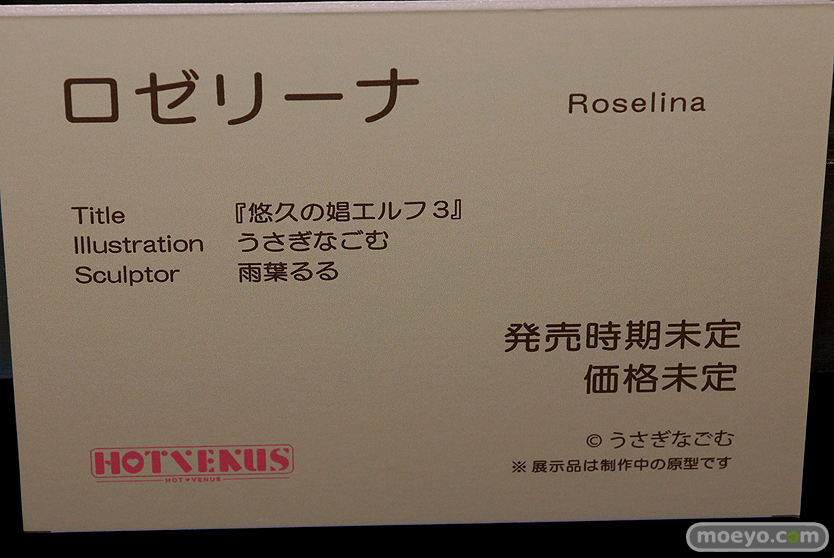 ロゼリーナ Roselina
Title 『悠久の娼エルフ3』
Illustration うさぎなごむ
Sculptor 雨葉るる
発売時期未定
価格未定
©うさぎなごむ
※展示品は制作中の原型です
HOTVENUS
HOT♥VENUS
moeyo.com